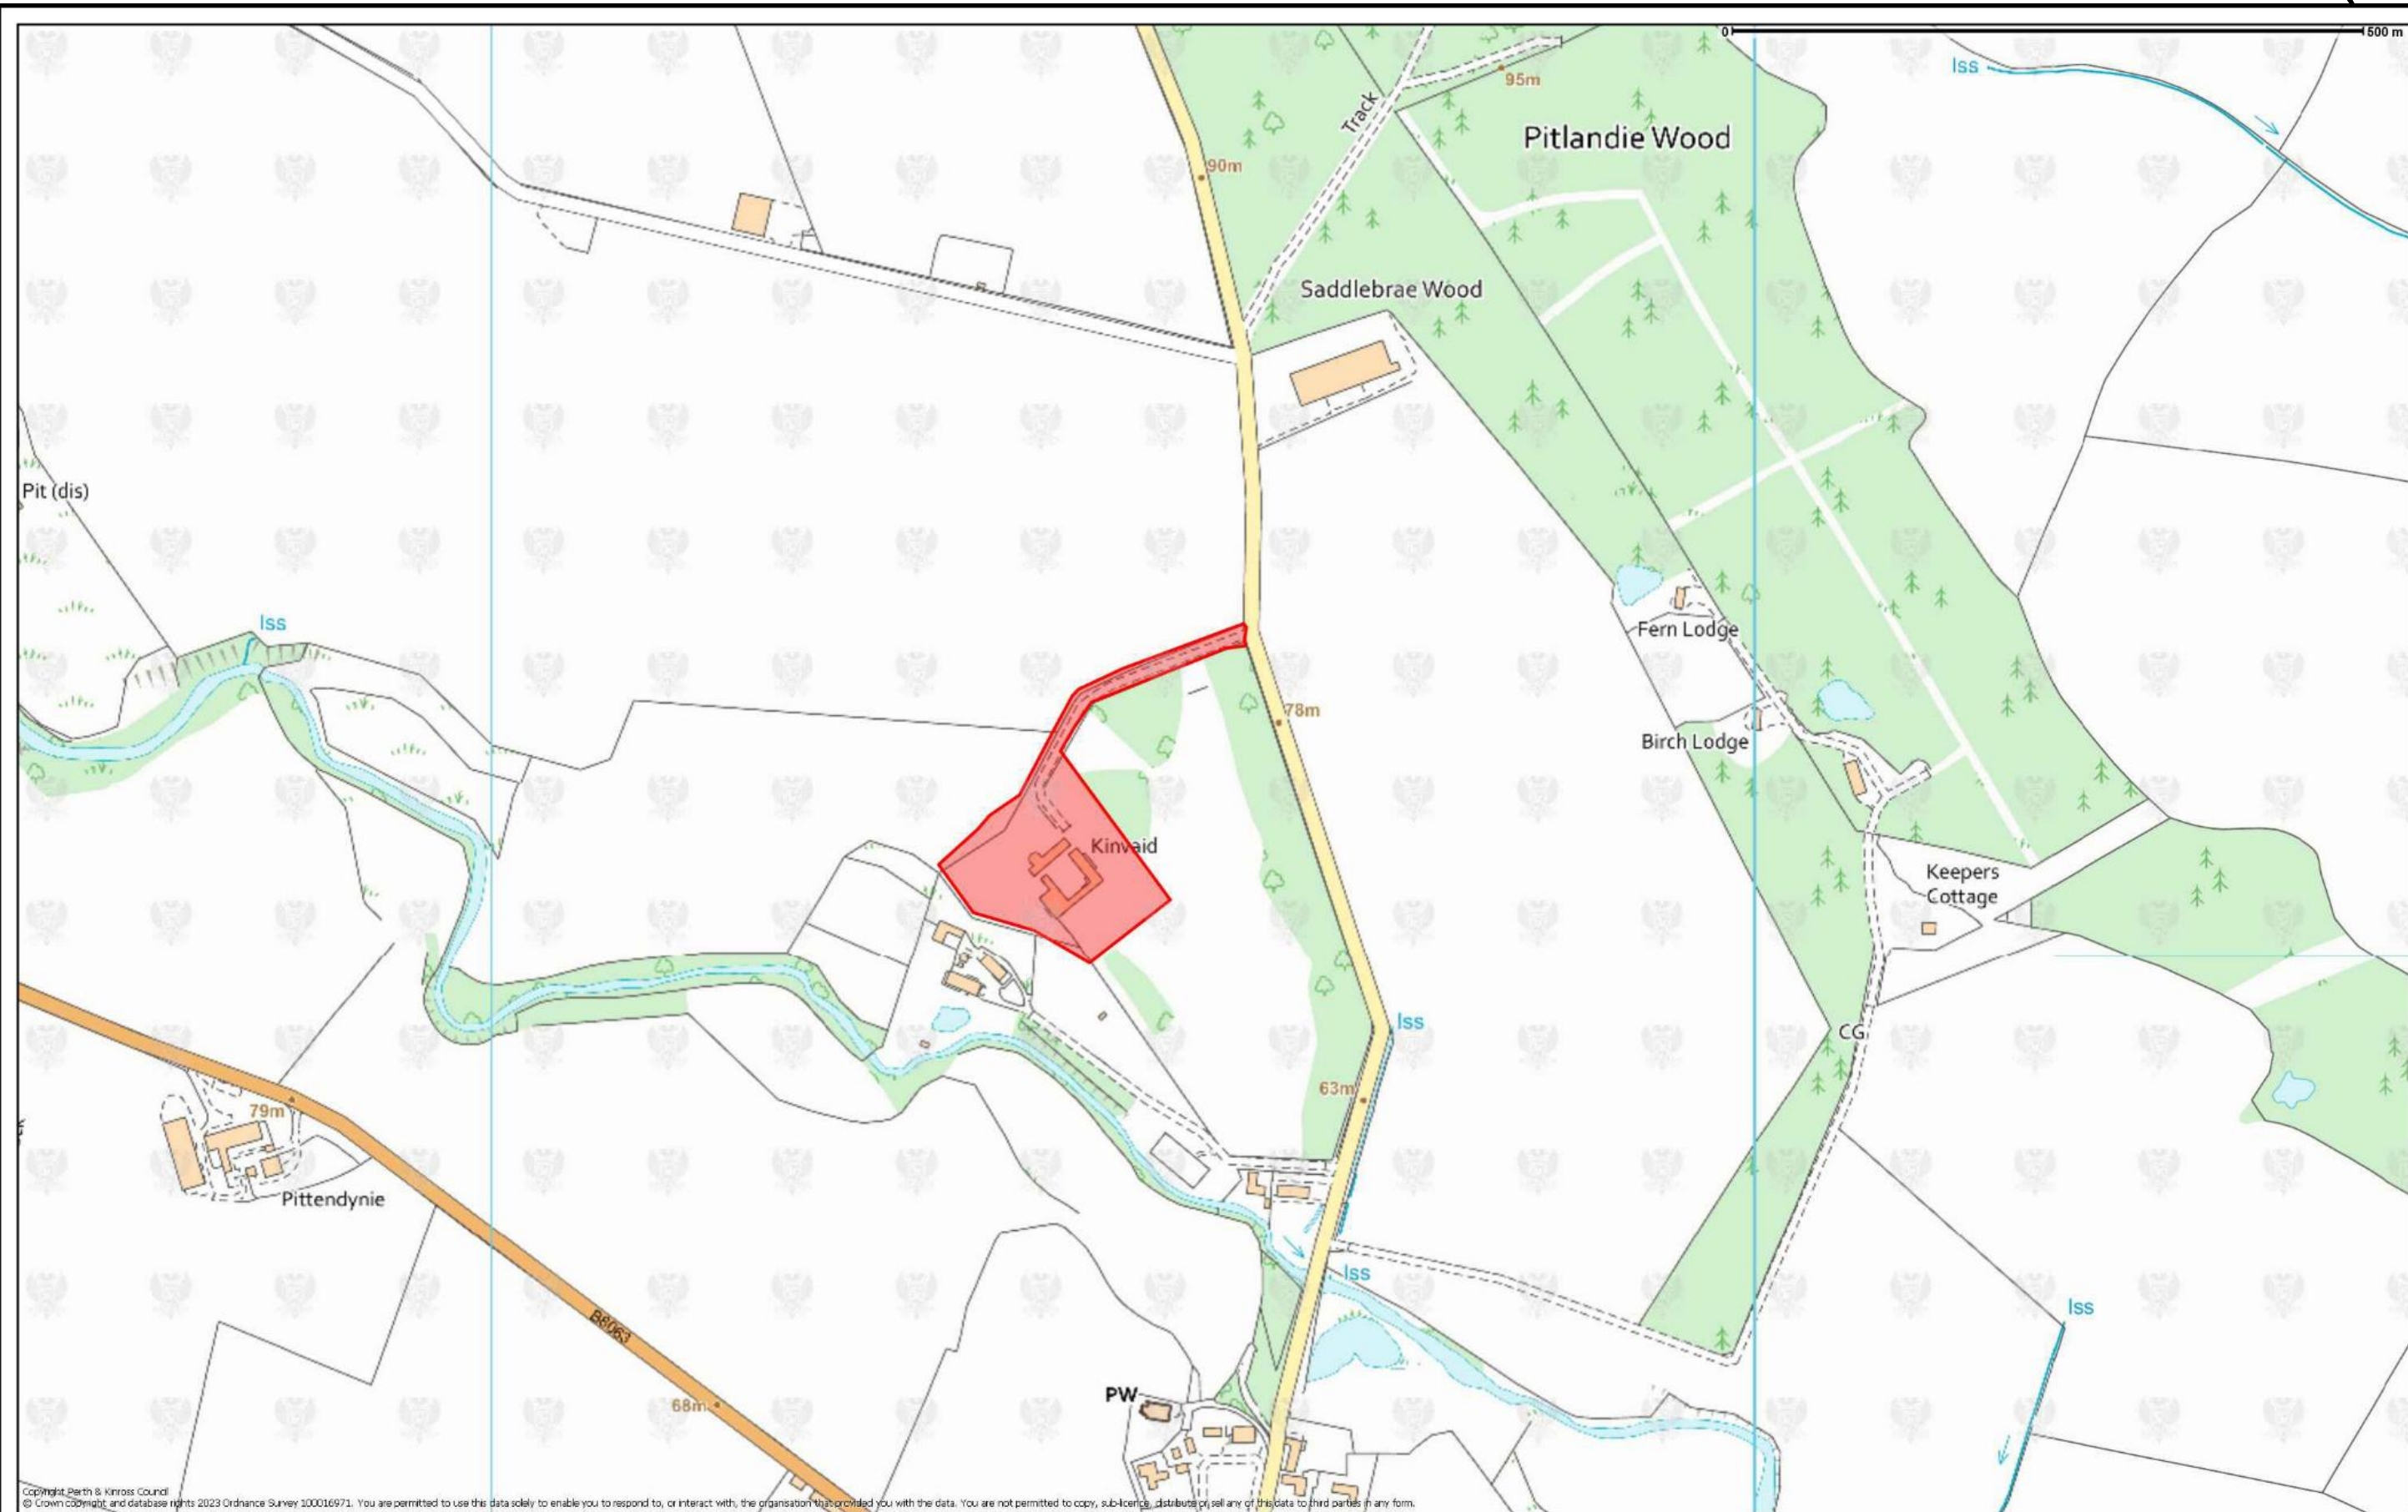 0
500 m
Iss
95m
Track
Pitlandie Wood
90m
Saddlebrae Wood
Pit (dis)
Iss
Fern Lodge
78m
Birch Lodge
Kinvaid
Keepers
Cottage
Iss
CG
63m
79m
Pittendynie
Iss
Iss
B8063
PW
68m
Copyright Perth & Kinross Council
© Crown copyright and database rights 2023 Ordnance Survey 100016971. You are permitted to use this data solely to enable you to respond to, or interact with, the organisation that provided you with the data. You are not permitted to copy, sub-licence, distribute or sell any of this data to third parties in any form.